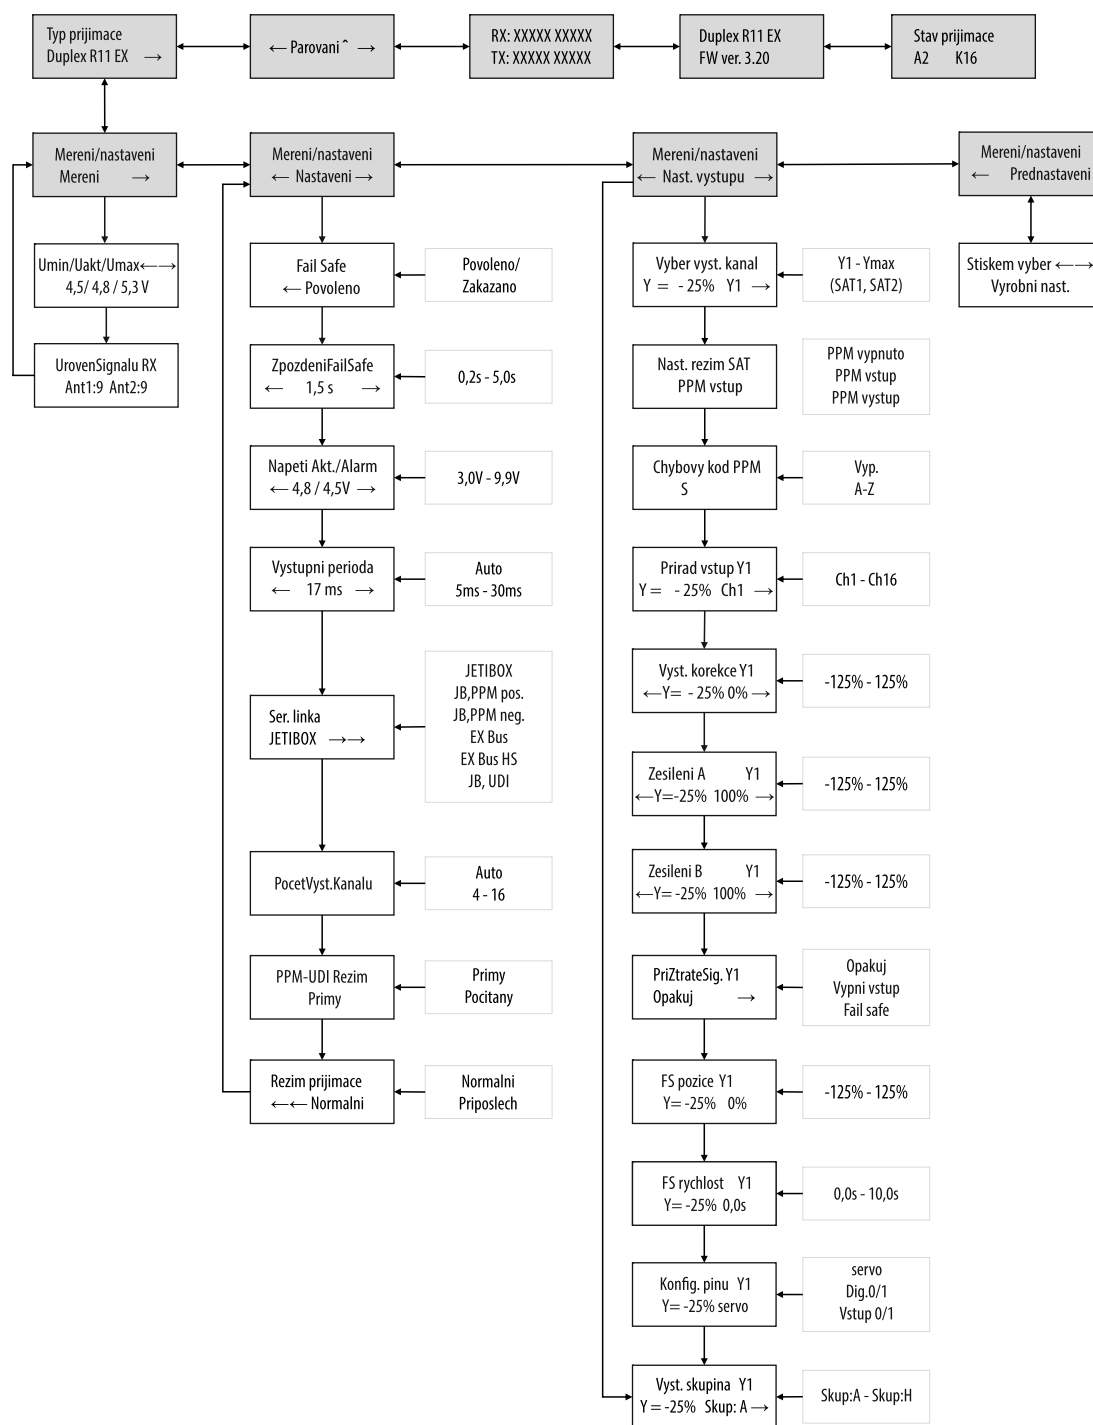 Typ prijimace
Duplex R11 EX →
← Parovani ˆ →
RX: XXXXX XXXXX
TX: XXXXX XXXXX
Duplex R11 EX
FW ver. 3.20
Stav prijimace
A2 K16
Mereni/nastaveni
Mereni →
Mereni/nastaveni
← Nastaveni →
Mereni/nastaveni
← Nast. vystupu →
Mereni/nastaveni
← Prednastaveni
Umin/Uakt/Umax←→
4,5/ 4,8 / 5,3 V
UrovenSignalu RX
Ant1:9 Ant2:9
Fail Safe
← Povoleno
Povoleno/
Zakazano
ZpozdeniFailSafe
← 1,5 s →
0,2s - 5,0s
Napeti Akt./Alarm
← 4,8 / 4,5V →
3,0V - 9,9V
Vystupni perioda
← 17 ms →
Auto
5ms - 30ms
Ser. linka
JETIBOX →→
JETIBOX
JB,PPM pos.
JB,PPM neg.
EX Bus
EX Bus HS
JB, UDI
PocetVyst.Kanalu
Auto
4 - 16
PPM-UDI Rezim
Primy
Primy
Pocitany
Rezim prijimace
←← Normalni
Normalni
Priposlech
Vyber vyst. kanal
Y = - 25% Y1 →
Y1 - Ymax
(SAT1, SAT2)
Nast. rezim SAT
PPM vstup
PPM vypnuto
PPM vstup
PPM vystup
Chybovy kod PPM
S
Vyp.
A-Z
Prirad vstup Y1
Y = - 25% Ch1 →
Ch1 - Ch16
Vyst. korekce Y1
←Y= - 25% 0% →
-125% - 125%
Zesileni A Y1
←Y=-25% 100% →
-125% - 125%
Zesileni B Y1
←Y= -25% 100% →
-125% - 125%
PriZtrateSig. Y1
Opakuj →
Opakuj
Vypni vstup
Fail safe
FS pozice Y1
Y= -25% 0%
-125% - 125%
FS rychlost Y1
Y= -25% 0,0s
0,0s - 10,0s
Konfig. pinu Y1
Y= -25% servo
servo
Dig.0/1
Vstup 0/1
Vyst. skupina Y1
Y = -25% Skup: A →
Skup:A - Skup:H
Stiskem vyber ←→
Vyrobni nast.